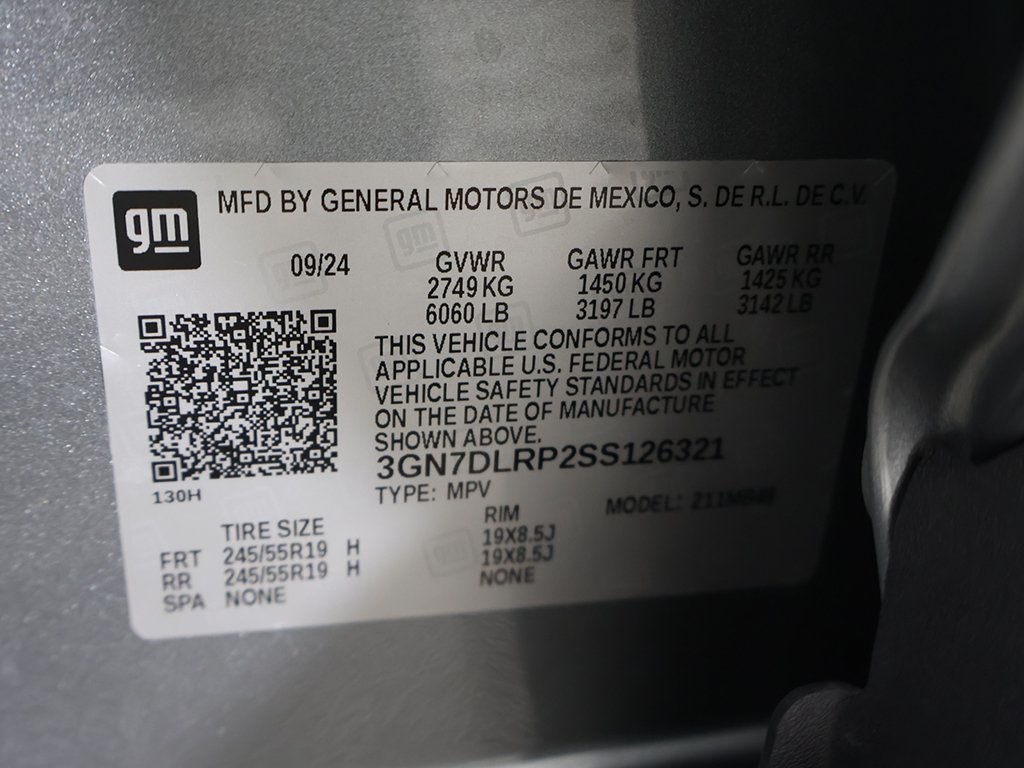 gm
MFD BY GENERAL MOTORS DE MEXICO, S. DE R.L. DE C.V.
09/24
GVWR GAWR FRT GAWR RR
2749 KG 1450 KG 1425 KG
6060 LB 3197 LB 3142 LB
THIS VEHICLE CONFORMS TO ALL
APPLICABLE U.S. FEDERAL MOTOR
VEHICLE SAFETY STANDARDS IN EFFECT
ON THE DATE OF MANUFACTURE
SHOWN ABOVE.
3GN7DLRP2SS126321
130H
TYPE: MPV MODEL:
TIRE SIZE RIM
FRT 245/55R19 H 19X8.5J
RR 245/55R19 H 19X8.5J
SPA NONE NONE